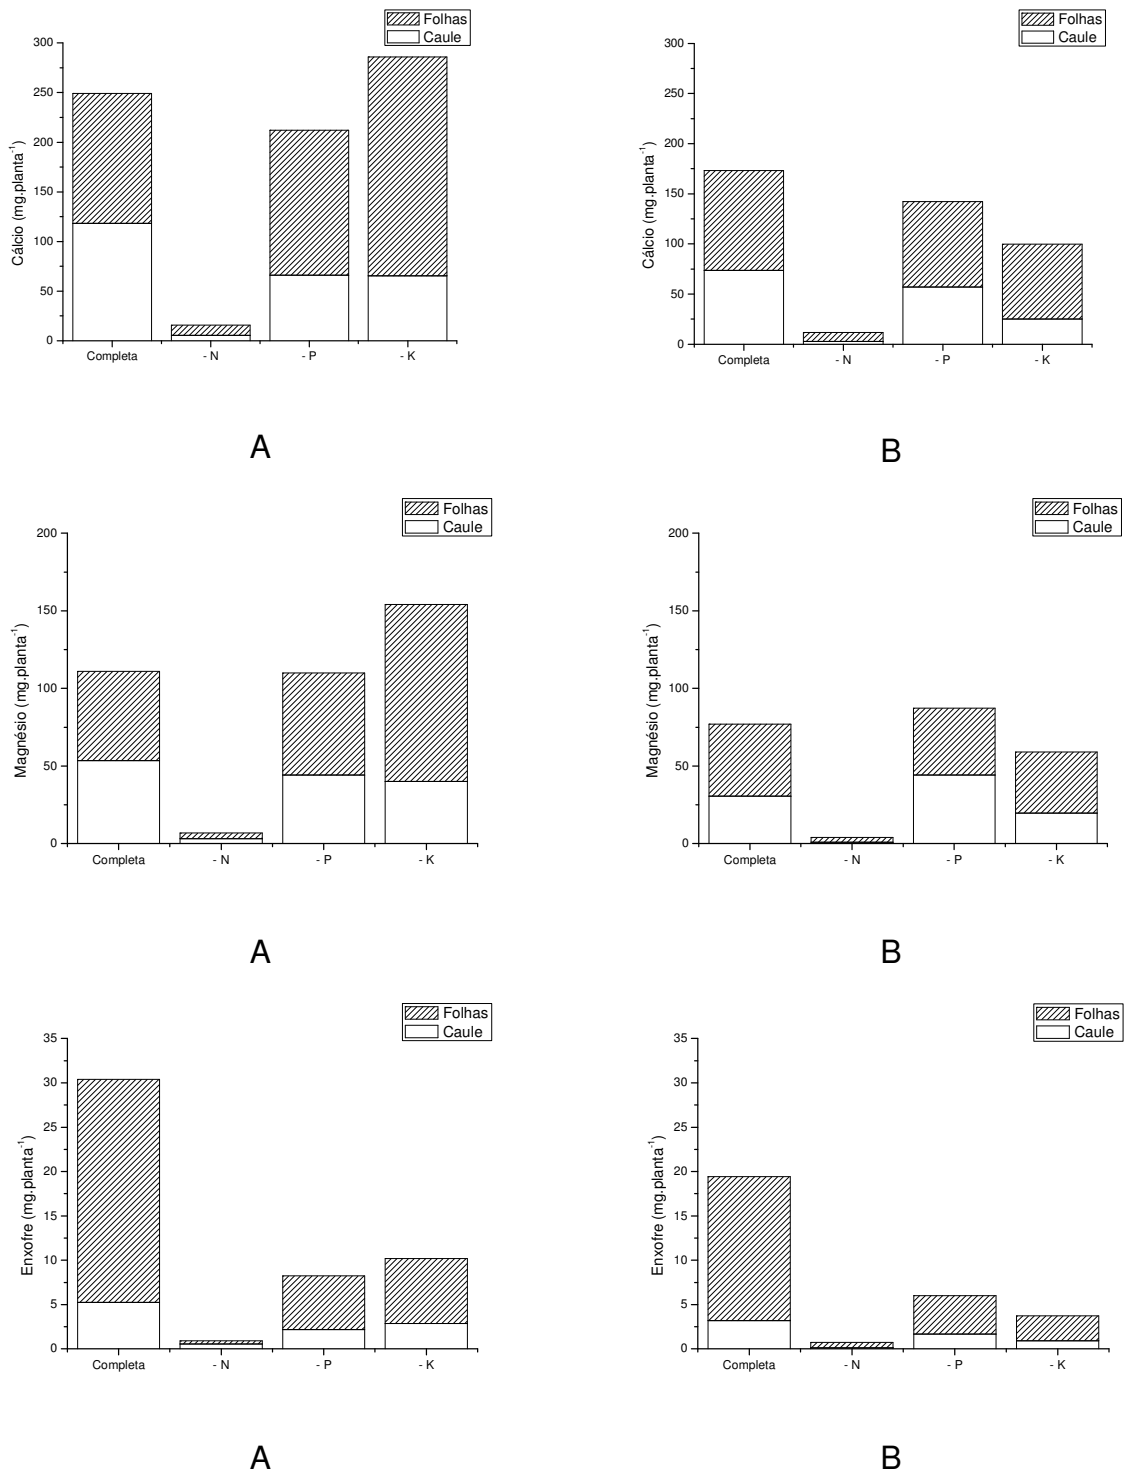 Folhas
Caule
300
250
200
150
100
50
0
Cálcio (mg.planta⁻¹)
Completa
- N
- P
- K
A
Folhas
Caule
300
250
200
150
100
50
0
Cálcio (mg.planta⁻¹)
Completa
- N
- P
- K
B
Folhas
Caule
200
150
100
50
0
Magnésio (mg.planta⁻¹)
Completa
- N
- P
- K
A
Folhas
Caule
200
150
100
50
0
Magnésio (mg.planta⁻¹)
Completa
- N
- P
- K
B
Folhas
Caule
35
30
25
20
15
10
5
0
Enxofre (mg.planta⁻¹)
Completa
- N
- P
- K
A
Folhas
Caule
35
30
25
20
15
10
5
0
Enxofre (mg.planta⁻¹)
Completa
- N
- P
- K
B